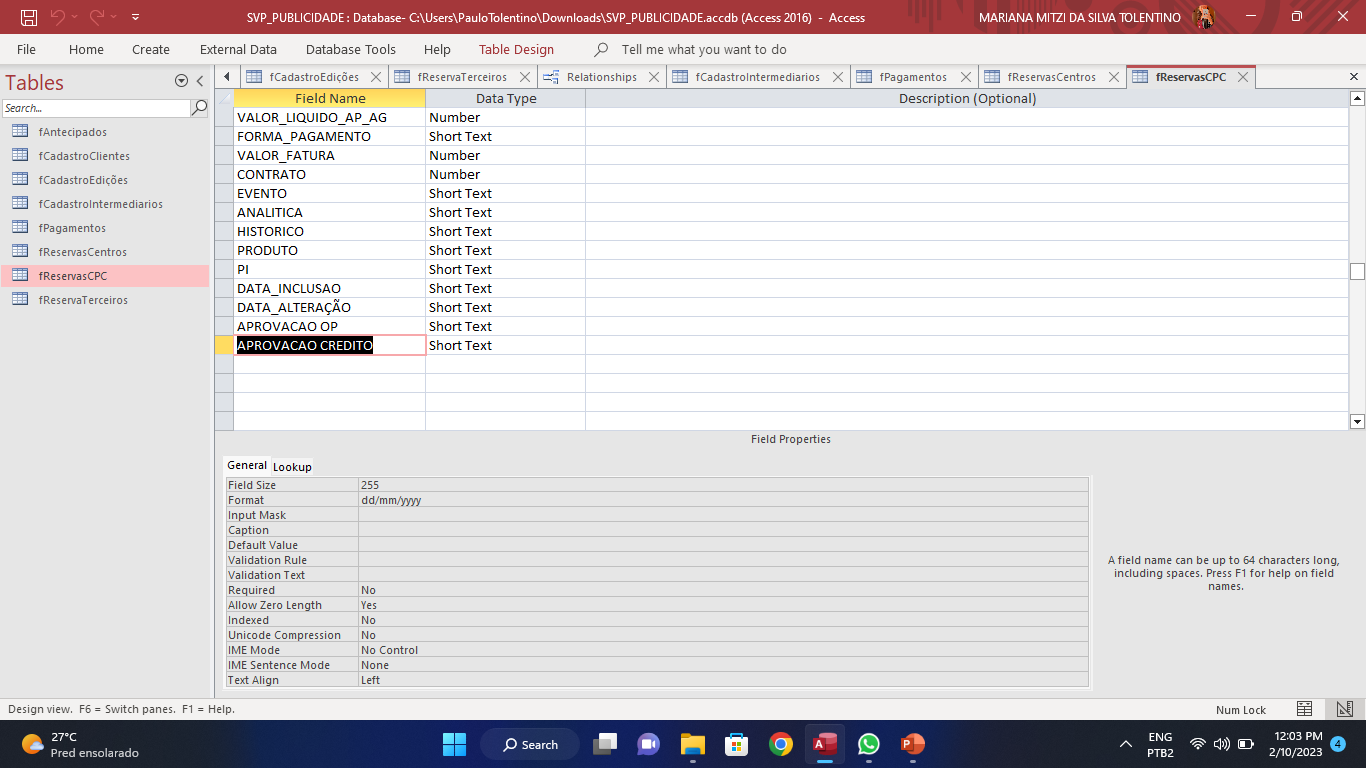 SVP_PUBLICIDADE : Database- C:\Users\PauloTolentino\Downloads\SVP_PUBLICIDADE.accdb (Access 2016) - Access
MARIANA MITZI DA SILVA TOLENTINO
File Home Create External Data Database Tools Help Table Design Tell me what you want to do
Tables
Search...
fAntecipados
fCadastroClientes
fCadastroEdições
fCadastroIntermediarios
fPagamentos
fReservasCentros
fReservasCPC
fReservaTerceiros
fCadastroEdições fReservaTerceiros Relationships fCadastroIntermediarios fPagamentos fReservasCentros fReservasCPC
Field Name Data Type Description (Optional)
VALOR_LIQUIDO_AP_AG Number
FORMA_PAGAMENTO Short Text
VALOR_FATURA Number
CONTRATO Number
EVENTO Short Text
ANALITICA Short Text
HISTORICO Short Text
PRODUTO Short Text
PI Short Text
DATA_INCLUSAO Short Text
DATA_ALTERAÇÃO Short Text
APROVACAO OP Short Text
APROVACAO CREDITO Short Text
Field Properties
General Lookup
Field Size 255
Format dd/mm/yyyy
Input Mask
Caption
Default Value
Validation Rule
Validation Text
Required No
Allow Zero Length Yes
Indexed No
Unicode Compression No
IME Mode No Control
IME Sentence Mode None
Text Align Left
A field name can be up to 64 characters long,
including spaces. Press F1 for help on field
names.
Design view. F6 = Switch panes. F1 = Help.
Num Lock
27°C
Pred ensolarado
Search
ENG
PTB2
12:03 PM
2/10/2023
4